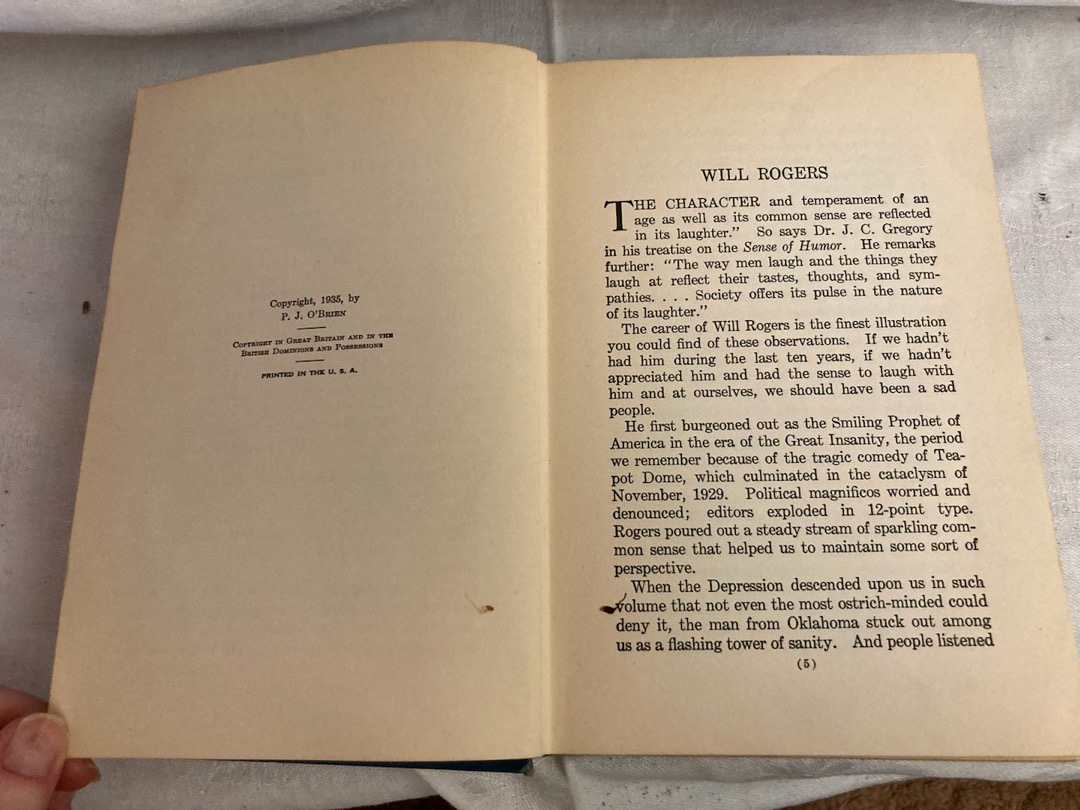 Copyright, 1935, by
P. J. O'BRIEN
COPYRIGHT IN GREAT BRITAIN AND IN THE
BRITISH DOMINIONS AND POSSESSIONS
PRINTED IN THE U. S. A.
WILL ROGERS
THE CHARACTER and temperament of an
age as well as its common sense are reflected
in its laughter." So says Dr. J. C. Gregory
in his treatise on the Sense of Humor. He remarks
further: "The way men laugh and the things they
laugh at reflect their tastes, thoughts, and sym-
pathies. . . . Society offers its pulse in the nature
of its laughter."
The career of Will Rogers is the finest illustration
you could find of these observations. If we hadn't
had him during the last ten years, if we hadn't
appreciated him and had the sense to laugh with
him and at ourselves, we should have been a sad
people.
He first burgeoned out as the Smiling Prophet of
America in the era of the Great Insanity, the period
we remember because of the tragic comedy of Tea-
pot Dome, which culminated in the cataclysm of
November, 1929. Political magnificos worried and
denounced; editors exploded in 12-point type.
Rogers poured out a steady stream of sparkling com-
mon sense that helped us to maintain some sort of
perspective.
When the Depression descended upon us in such
volume that not even the most ostrich-minded could
deny it, the man from Oklahoma stuck out among
us as a flashing tower of sanity. And people listened
(5)